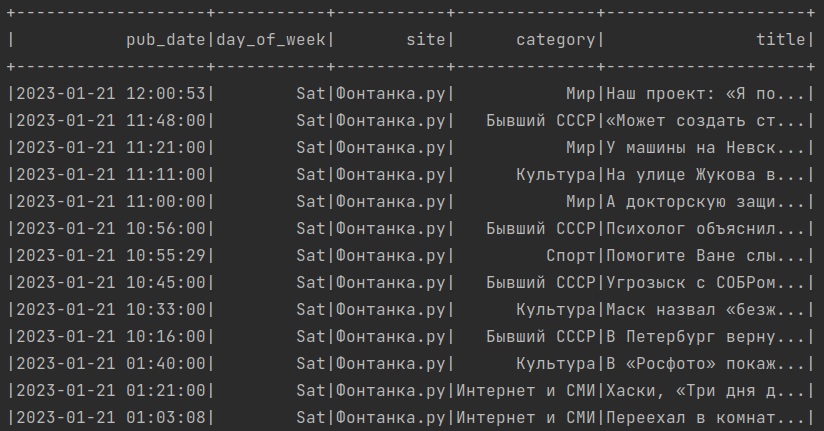 +-------------------+-----------+-----------+--------------+--------------------+
|           pub_date|day_of_week|       site|      category|               title|
+-------------------+-----------+-----------+--------------+--------------------+
|2023-01-21 12:00:53|        Sat|Фонтанка.ру|           Мир|Наш проект: «Я по...|
|2023-01-21 11:48:00|        Sat|Фонтанка.ру|   Бывший СССР|«Может создать ст...|
|2023-01-21 11:21:00|        Sat|Фонтанка.ру|           Мир|У машины на Невск...|
|2023-01-21 11:11:00|        Sat|Фонтанка.ру|      Культура|На улице Жукова в...|
|2023-01-21 11:00:00|        Sat|Фонтанка.ру|           Мир|А докторскую защи...|
|2023-01-21 10:56:00|        Sat|Фонтанка.ру|   Бывший СССР|Психолог объяснил...|
|2023-01-21 10:55:29|        Sat|Фонтанка.ру|         Спорт|Помогите Ване слы...|
|2023-01-21 10:45:00|        Sat|Фонтанка.ру|   Бывший СССР|Угрозыск с СОБРом...|
|2023-01-21 10:33:00|        Sat|Фонтанка.ру|      Культура|Маск назвал «безж...|
|2023-01-21 10:16:00|        Sat|Фонтанка.ру|   Бывший СССР|В Петербург верну...|
|2023-01-21 01:40:00|        Sat|Фонтанка.ру|      Культура|В «Росфото» покаж...|
|2023-01-21 01:21:00|        Sat|Фонтанка.ру|Интернет и СМИ|Хаски, «Три дня д...|
|2023-01-21 01:03:08|        Sat|Фонтанка.ру|Интернет и СМИ|Переехал в комнат...|